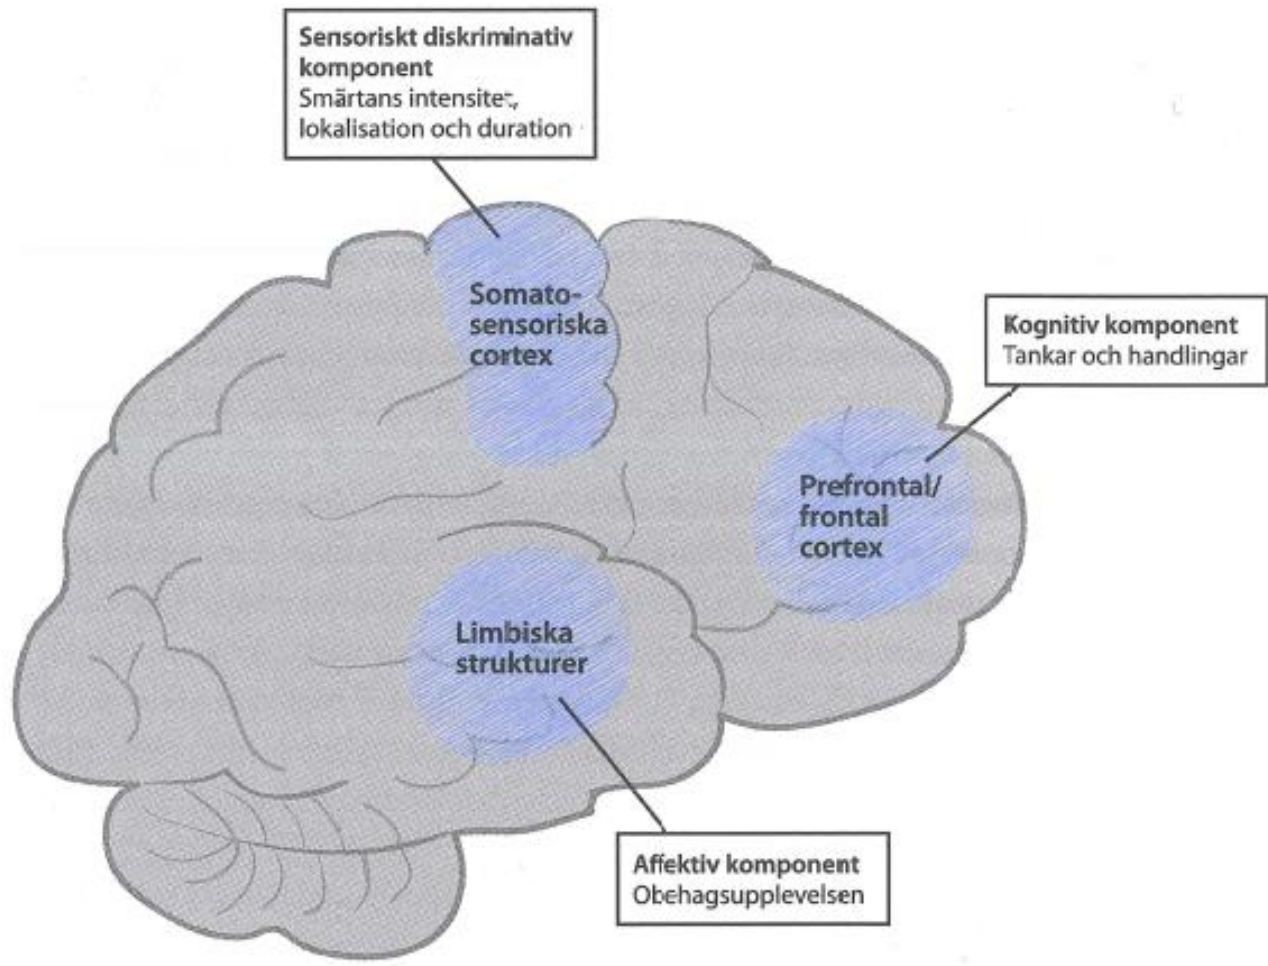 Sensoriskt diskriminativ
komponent
Smärtans intensitet,
lokalisation och duration
Somato-
sensoriska
cortex
Kognitiv komponent
Tankar och handlingar
Prefrontal/
frontal
cortex
Limbiska
strukturer
Affektiv komponent
Obehagsupplevelsen